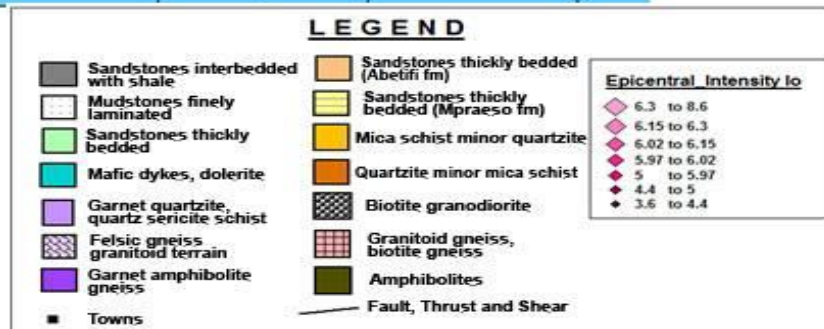 LEGEND
Sandstones interbedded
with shale
Mudstones finely
laminated
Sandstones thickly
bedded
Mafic dykes, dolerite
Garnet quartzite,
quartz sericite schist
Felsic gneiss
granitoid terrain
Garnet amphibolite
gneiss
Towns
Sandstones thickly bedded
(Abetifi fm)
Sandstones thickly
bedded (Mpraeso fm)
Mica schist minor quartzite
Quartzite minor mica schist
Biotite granodiorite
Granitoid gneiss,
biotite gneiss
Amphibolites
Fault, Thrust and Shear
Epicentral_Intensity Io
6.3 to 8.6
6.15 to 6.3
6.02 to 6.15
5.97 to 6.02
5 to 5.97
4.4 to 5
3.6 to 4.4